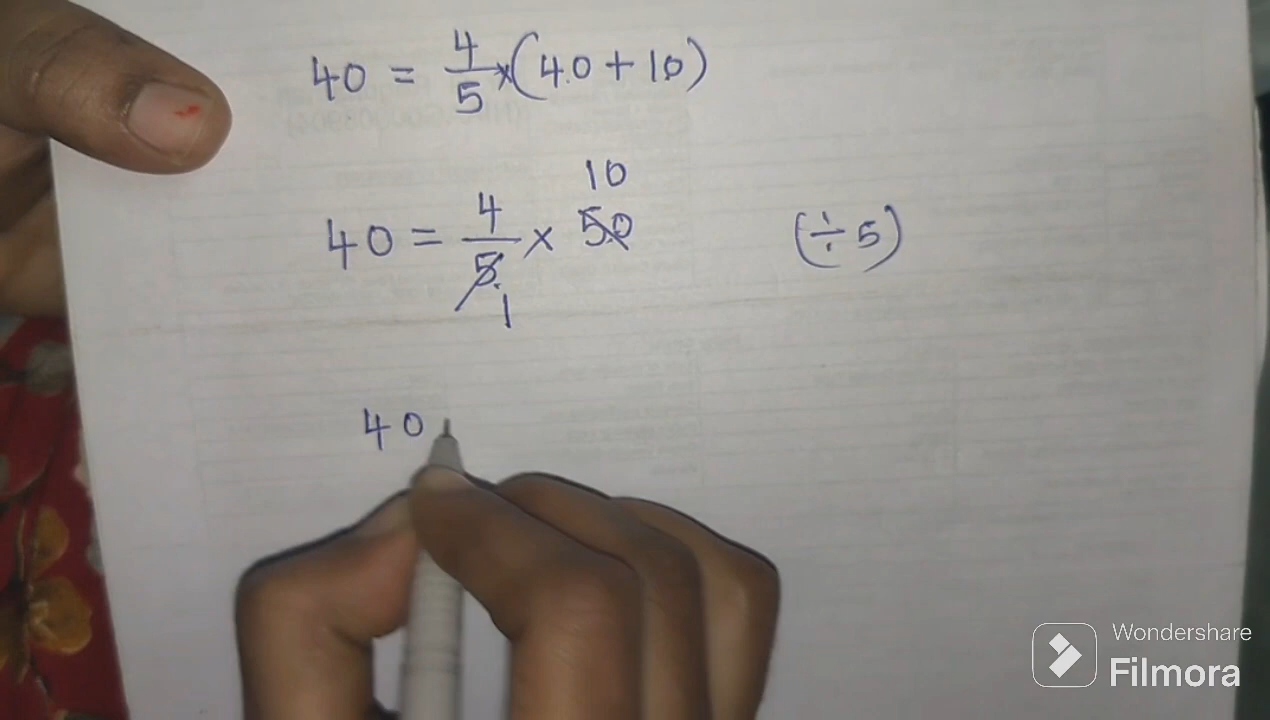 40 = 4/5 × (40 + 10)
10
40 = 4/5 × 50 (÷ 5)
1
40
Wondershare
Filmora